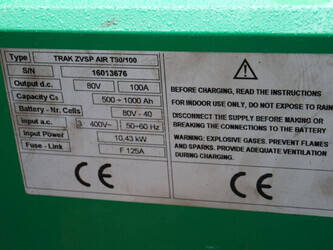 Type TRAK ZVSP AIR T80/100
S/N 16013676
Output d.c. 80V 100A
Capacity C5 500 ÷ 1000 Ah
Battery - Nr. Cells 80V - 40
Input a.c. 3 400V~ 50~60 Hz
Input Power 10,43 kW
Fuse - Link F 125A
CE
BEFORE CHARGING, READ THE INSTRUCTIONS.
FOR INDOOR USE ONLY, DO NOT EXPOSE TO RAIN
DISCONNECT THE SUPPLY BEFORE MAKING OR
BREAKING THE CONNECTIONS TO THE BATTERY
WARNING: EXPLOSIVE GASES. PREVENT FLAMES
AND SPARKS. PROVIDE ADEQUATE VENTILATION
DURING CHARGING.
CE